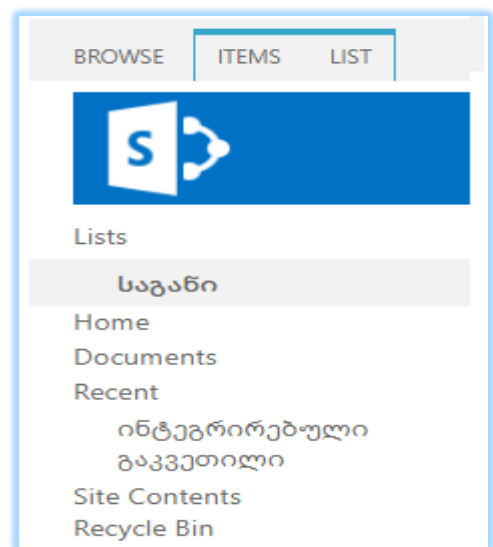 BROWSE ITEMS LIST
S
Lists
საგანი
Home
Documents
Recent
ინტეგრირებული
გაკვეთილი
Site Contents
Recycle Bin